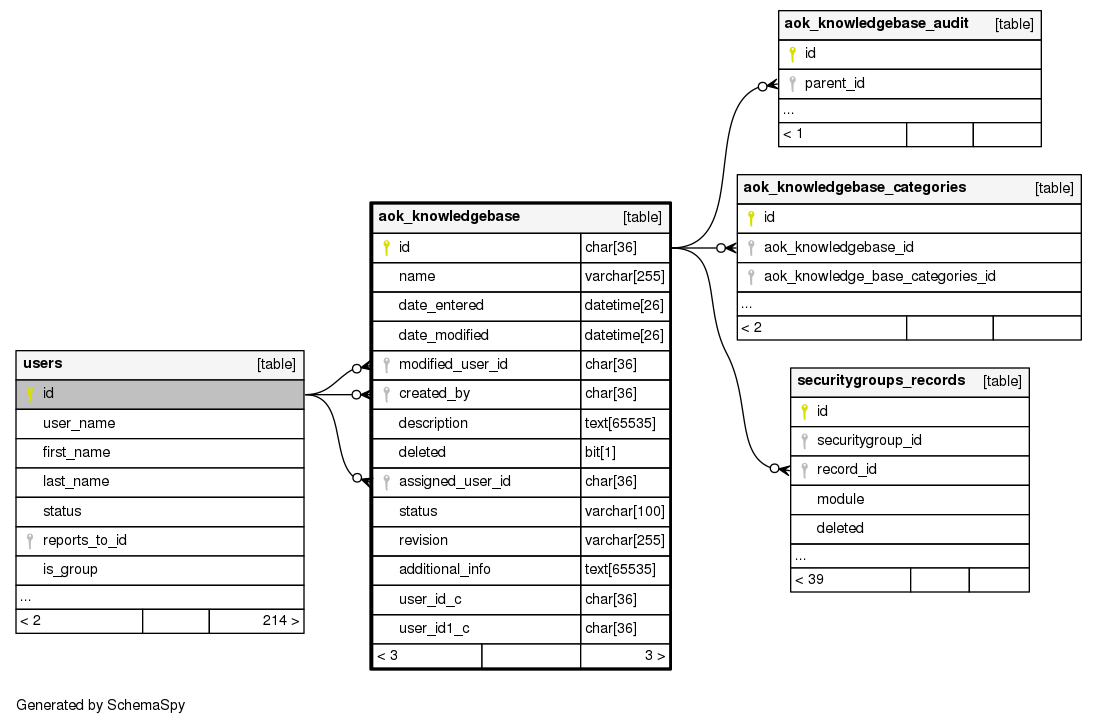 aok_knowledgebase_audit [table]
id
parent_id
...
< 1
aok_knowledgebase_categories [table]
id
aok_knowledgebase_id
aok_knowledge_base_categories_id
...
< 2
aok_knowledgebase [table]
id char[36]
name varchar[255]
date_entered datetime[26]
date_modified datetime[26]
modified_user_id char[36]
created_by char[36]
description text[65535]
deleted bit[1]
assigned_user_id char[36]
status varchar[100]
revision varchar[255]
additional_info text[65535]
user_id_c char[36]
user_id1_c char[36]
< 3 3 >
users [table]
id
user_name
first_name
last_name
status
reports_to_id
is_group
...
< 2 214 >
securitygroups_records [table]
id
securitygroup_id
record_id
module
deleted
...
< 39
Generated by SchemaSpy